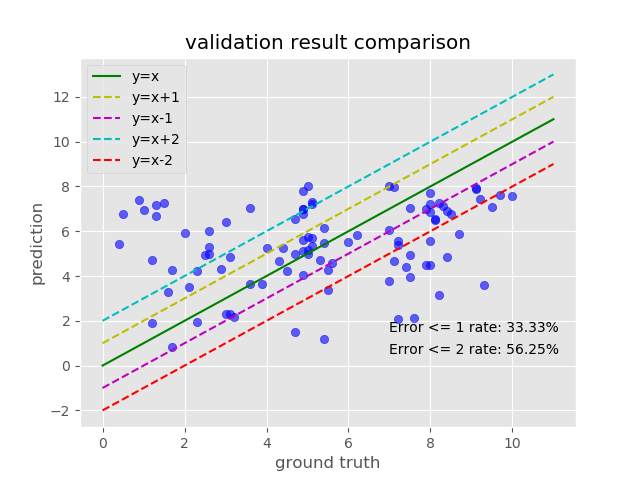 validation result comparison
y=x
y=x+1
y=x-1
y=x+2
y=x-2
12
10
8
6
4
2
0
−2
prediction
Error <= 1 rate: 33.33%
Error <= 2 rate: 56.25%
0 2 4 6 8 10
ground truth